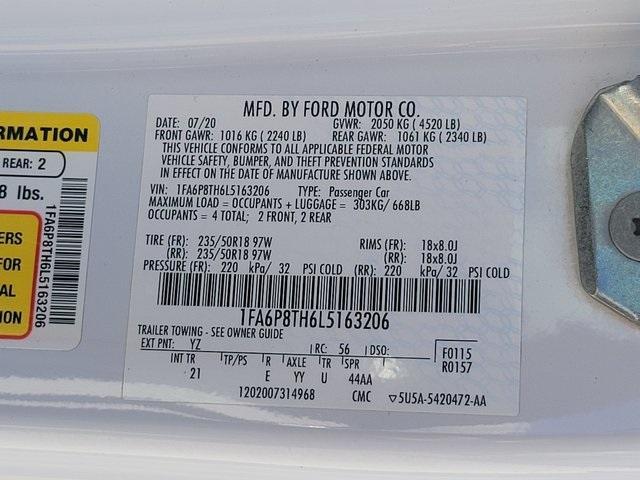 RMATION
REAR: 2
8 lbs.
ERS
FOR
AL
ION
1FA6P8TH6L5163206
MFD. BY FORD MOTOR CO.
DATE: 07/20 GVWR: 2050 KG ( 4520 LB)
FRONT GAWR: 1016 KG ( 2240 LB) REAR GAWR: 1061 KG ( 2340 LB)
THIS VEHICLE CONFORMS TO ALL APPLICABLE FEDERAL MOTOR
VEHICLE SAFETY, BUMPER, AND THEFT PREVENTION STANDARDS
IN EFFECT ON THE DATE OF MANUFACTURE SHOWN ABOVE.
VIN: 1FA6P8TH6L5163206 TYPE: Passenger Car
MAXIMUM LOAD = OCCUPANTS + LUGGAGE = 303KG/ 668LB
OCCUPANTS = 4 TOTAL; 2 FRONT, 2 REAR
TIRE (FR): 235/50R18 97W RIMS (FR): 18x8.0J
(RR): 235/50R18 97W (RR): 18x8.0J
PRESSURE (FR): 220 kPa/ 32 PSI COLD (RR): 220 kPa/ 32 PSI COLD
1FA6P8TH6L5163206
TRAILER TOWING - SEE OWNER GUIDE
EXT PNT: YZ RC: 56 DSO: F0115
INT TR TP/PS R AXLE TR SPR R0157
21 E YY U 44AA
1202007314968 CMC ▽5U5A-5420472-AA